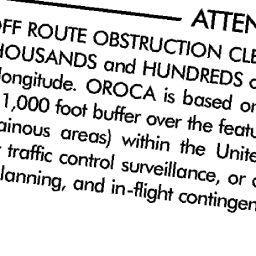 ATTEN
OFF ROUTE OBSTRUCTION CLE
HOUSANDS and HUNDREDS
longitude. OROCA is based on
1,000 foot buffer over the featu
ainous areas) within the Unite
traffic control surveillance, or
lanning, and in-flight contingen